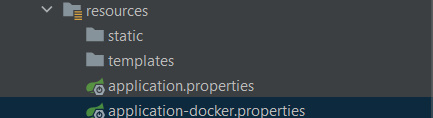 resources
static
templates
application.properties
application-docker.properties